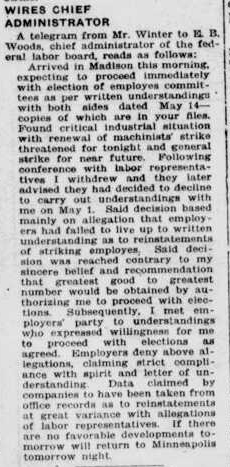 WIRES CHIEF
ADMINISTRATOR
A telegram from Mr. Winter to E. B.
Woods, chief administrator of the fed-
eral labor board, reads as follows:
Arrived in Madison this morning,
expecting to proceed immediately
with election of employes commit-
tees as per written understandings
with both sides dated May 14—
copies of which are in your files.
Found critical industrial situation
with renewal of machinists' strike
threatened for tonight and general
strike for near future. Following
conference with labor representa-
tives I withdrew and they later
advised they had decided to decline
to carry out understandings with
me on May 1. Said decision based
mainly on allegation that employ-
ers had failed to live up to written
understanding as to reinstatements
of striking employes. Said deci-
sion was reached contrary to my
sincere belief and recommendation
that greatest good to greatest
number would be obtained by au-
thorizing me to proceed with elec-
tions. Subsequently, I met em-
ployers' party to understandings
who expressed willingness for me
to proceed with elections as
agreed. Employers deny above al-
legations, claiming strict compli-
ance with spirit and letter of un-
derstanding. Data claimed by
companies to have been taken from
office records as to reinstatements
at great variance with allegations
of labor representatives. If there
are no favorable developments to-
morrow will return to Minneapolis
tomorrow night.